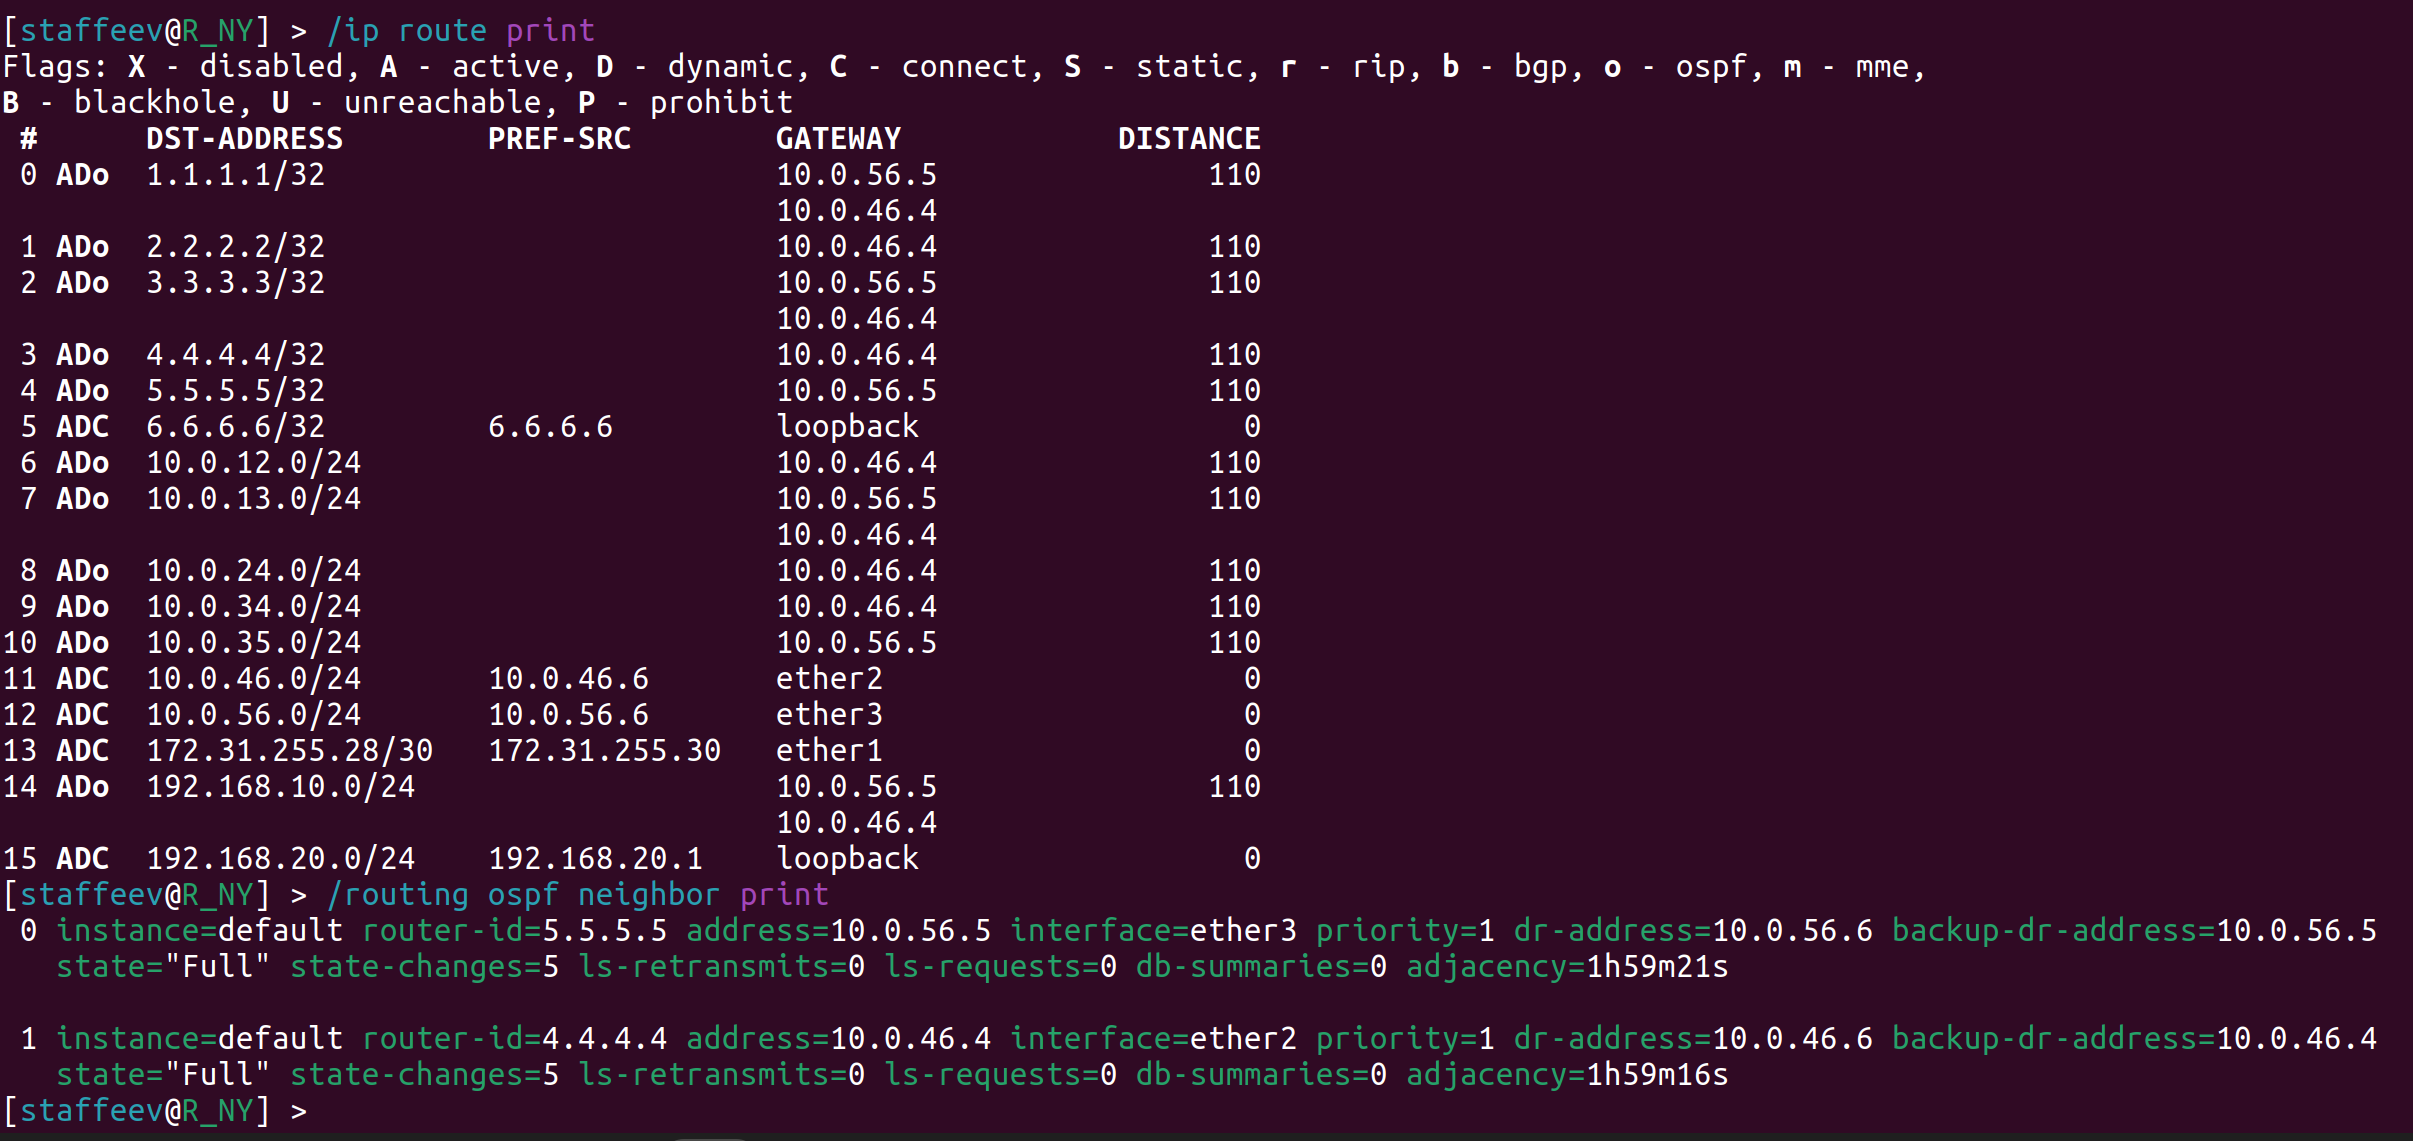 [staffeev@R_NY] > /ip route print
Flags: X - disabled, A - active, D - dynamic, C - connect, S - static, r - rip, b - bgp, o - ospf, m - mme,
B - blackhole, U - unreachable, P - prohibit
 #      DST-ADDRESS        PREF-SRC        GATEWAY            DISTANCE
 0 ADo  1.1.1.1/32                         10.0.56.5               110
                                           10.0.46.4
 1 ADo  2.2.2.2/32                         10.0.46.4               110
 2 ADo  3.3.3.3/32                         10.0.56.5               110
                                           10.0.46.4
 3 ADo  4.4.4.4/32                         10.0.46.4               110
 4 ADo  5.5.5.5/32                         10.0.56.5               110
 5 ADC  6.6.6.6/32         6.6.6.6         loopback                  0
 6 ADo  10.0.12.0/24                       10.0.46.4               110
 7 ADo  10.0.13.0/24                       10.0.56.5               110
                                           10.0.46.4
 8 ADo  10.0.24.0/24                       10.0.46.4               110
 9 ADo  10.0.34.0/24                       10.0.46.4               110
10 ADo  10.0.35.0/24                       10.0.56.5               110
11 ADC  10.0.46.0/24       10.0.46.6       ether2                    0
12 ADC  10.0.56.0/24       10.0.56.6       ether3                    0
13 ADC  172.31.255.28/30   172.31.255.30   ether1                    0
14 ADo  192.168.10.0/24                    10.0.56.5               110
                                           10.0.46.4
15 ADC  192.168.20.0/24    192.168.20.1    loopback                  0
[staffeev@R_NY] > /routing ospf neighbor print
 0 instance=default router-id=5.5.5.5 address=10.0.56.5 interface=ether3 priority=1 dr-address=10.0.56.6 backup-dr-address=10.0.56.5
   state="Full" state-changes=5 ls-retransmits=0 ls-requests=0 db-summaries=0 adjacency=1h59m21s
 1 instance=default router-id=4.4.4.4 address=10.0.46.4 interface=ether2 priority=1 dr-address=10.0.46.6 backup-dr-address=10.0.46.4
   state="Full" state-changes=5 ls-retransmits=0 ls-requests=0 db-summaries=0 adjacency=1h59m16s
[staffeev@R_NY] >